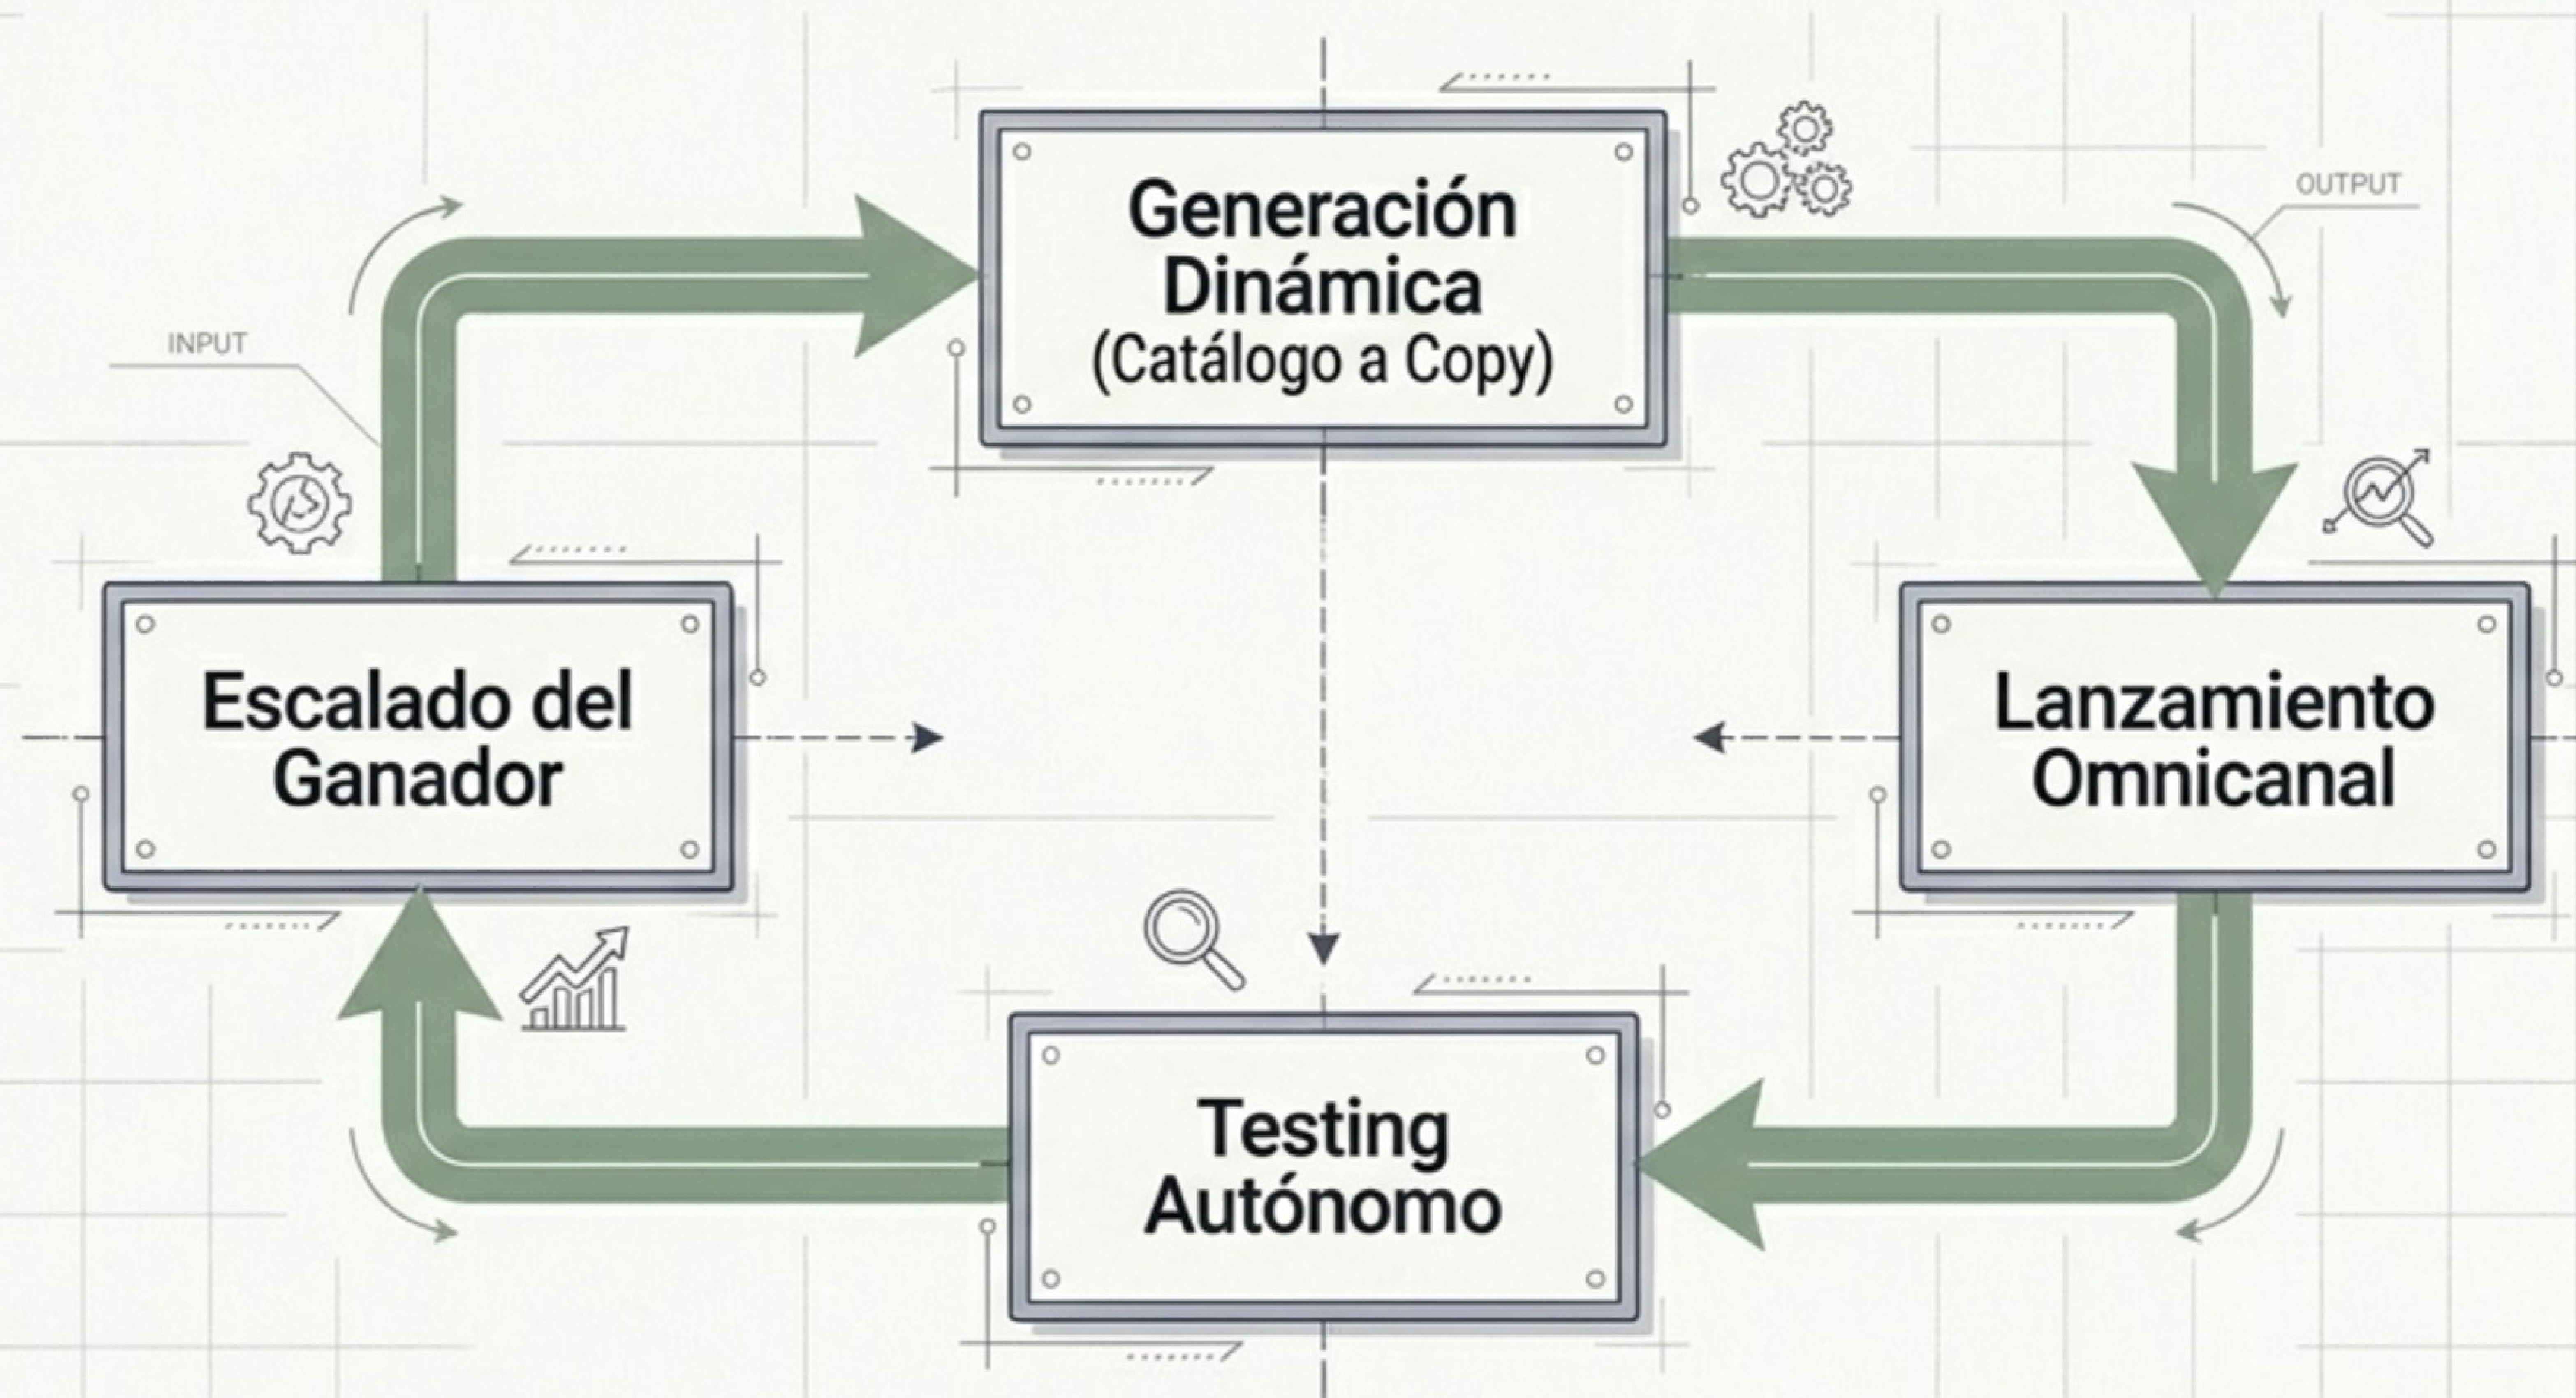 Generación
Dinámica
(Catálogo a Copy)
OUTPUT
INPUT
Escalado del
Ganador
Lanzamiento
Omnicanal
Testing
Autónomo